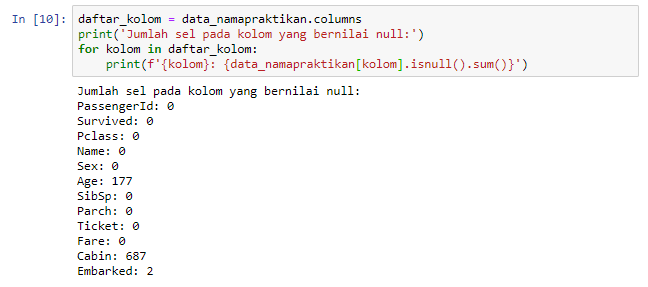 In [10]: daftar_kolom = data_namapraktikan.columns
print('Jumlah sel pada kolom yang bernilai null:')
for kolom in daftar_kolom:
    print(f'{kolom}: {data_namapraktikan[kolom].isnull().sum()}')
Jumlah sel pada kolom yang bernilai null:
PassengerId: 0
Survived: 0
Pclass: 0
Name: 0
Sex: 0
Age: 177
SibSp: 0
Parch: 0
Ticket: 0
Fare: 0
Cabin: 687
Embarked: 2